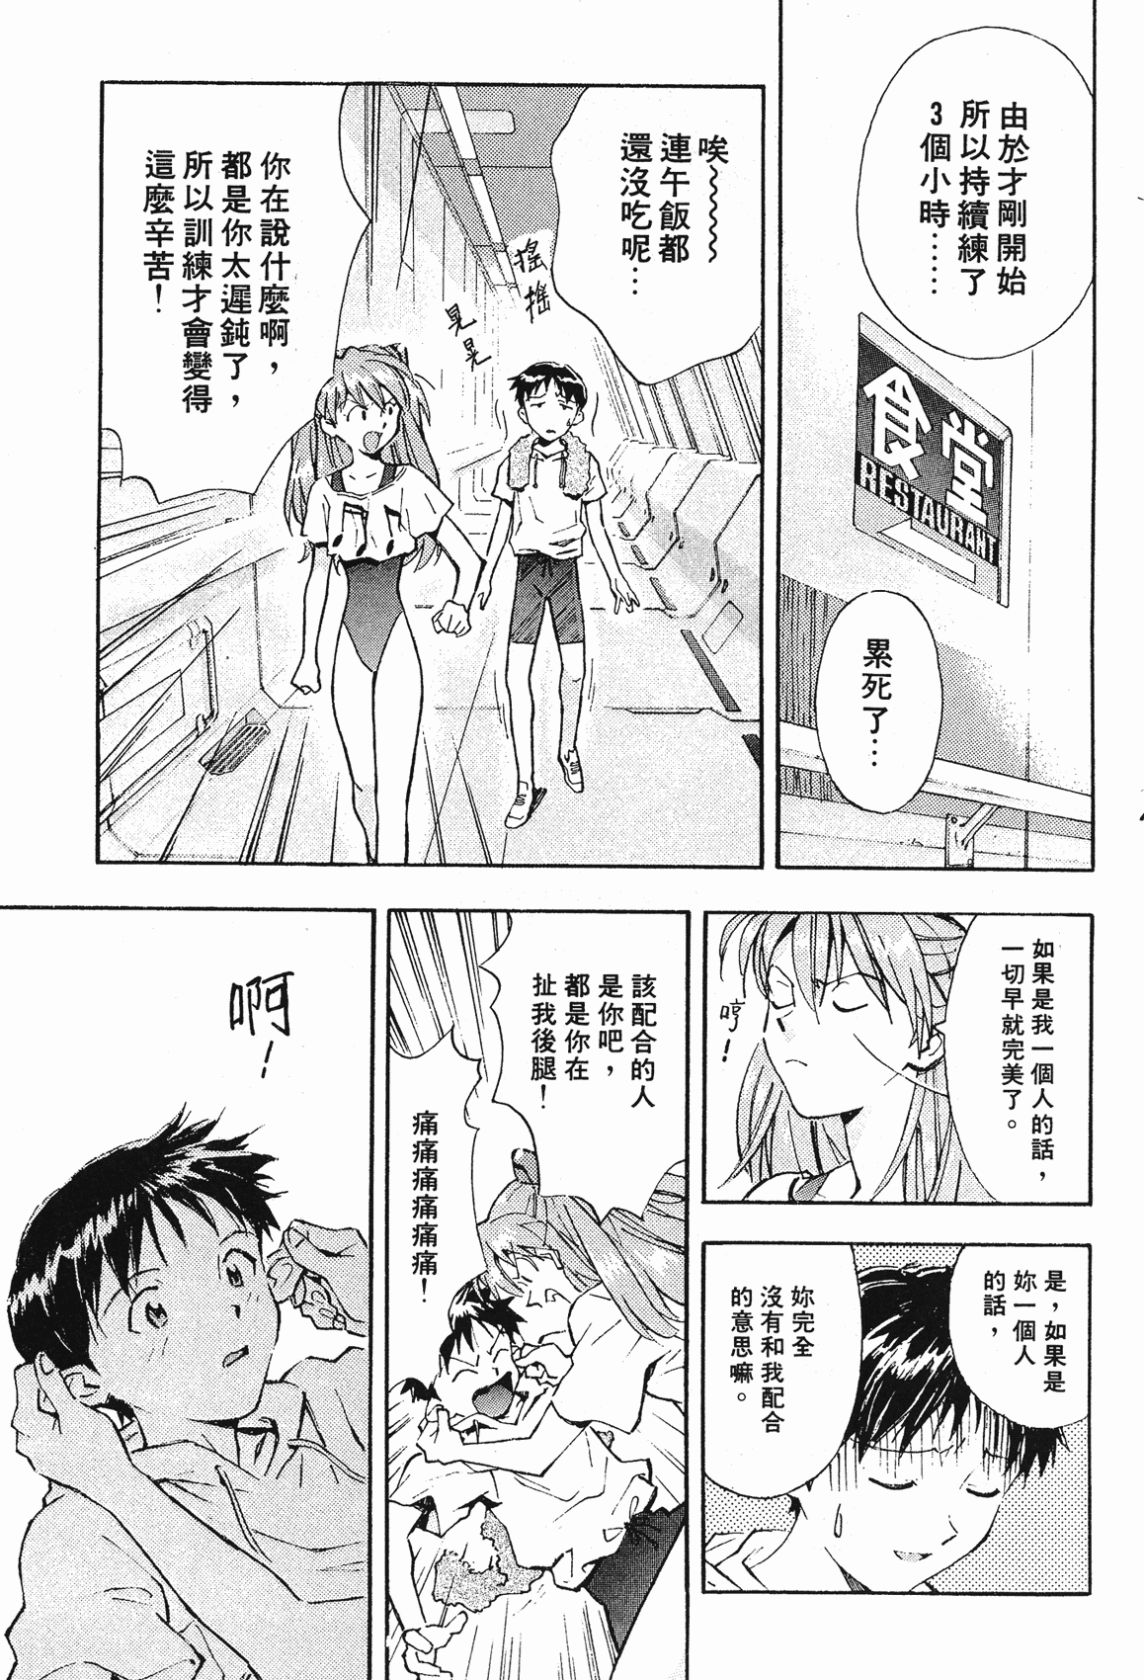 由於才剛開始
所以持續練了
3個小時……
食堂
RESTAURANT
累死了…
唉～～～～
連午飯都
還沒吃呢…
搖
搖
晃
晃
你在說什麼啊，
都是你太遲鈍了，
所以訓練才會變得
這麼辛苦！
如果是我一個人的話，
一切早就完美了。
哼！
是，如果是
妳一個人
的話，
妳完全
沒有和我配合
的意思嘛。
該配合的人
是你吧，
都是你在
扯我後腿！
痛痛痛痛痛痛！
啊！